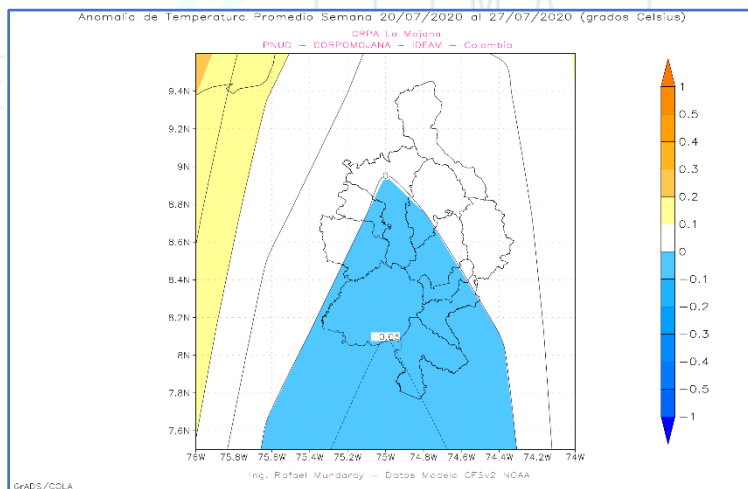 Anomalia de Temperatura Promedio Semana 20/07/2020 al 27/07/2020 (grados Celsius)
CRPA La Mojana
PNUD – CORPOMOJANA – IDEAM – Colombia
9.4N
9.2N
9N
8.8N
8.6N
8.4N
8.2N
8N
7.8N
7.6N
0
76W 75.8W 75.6W 75.4W 75.2W 75W 74.8W 74.6W 74.4W 74.2W 74W
1
0.5
0.4
0.3
0.2
0.1
0
-0.1
-0.2
-0.3
-0.4
-0.5
-1
Ing. Rafael Mundaray – Datos Modelo CFSv2 NOAA
GrADS/COLA